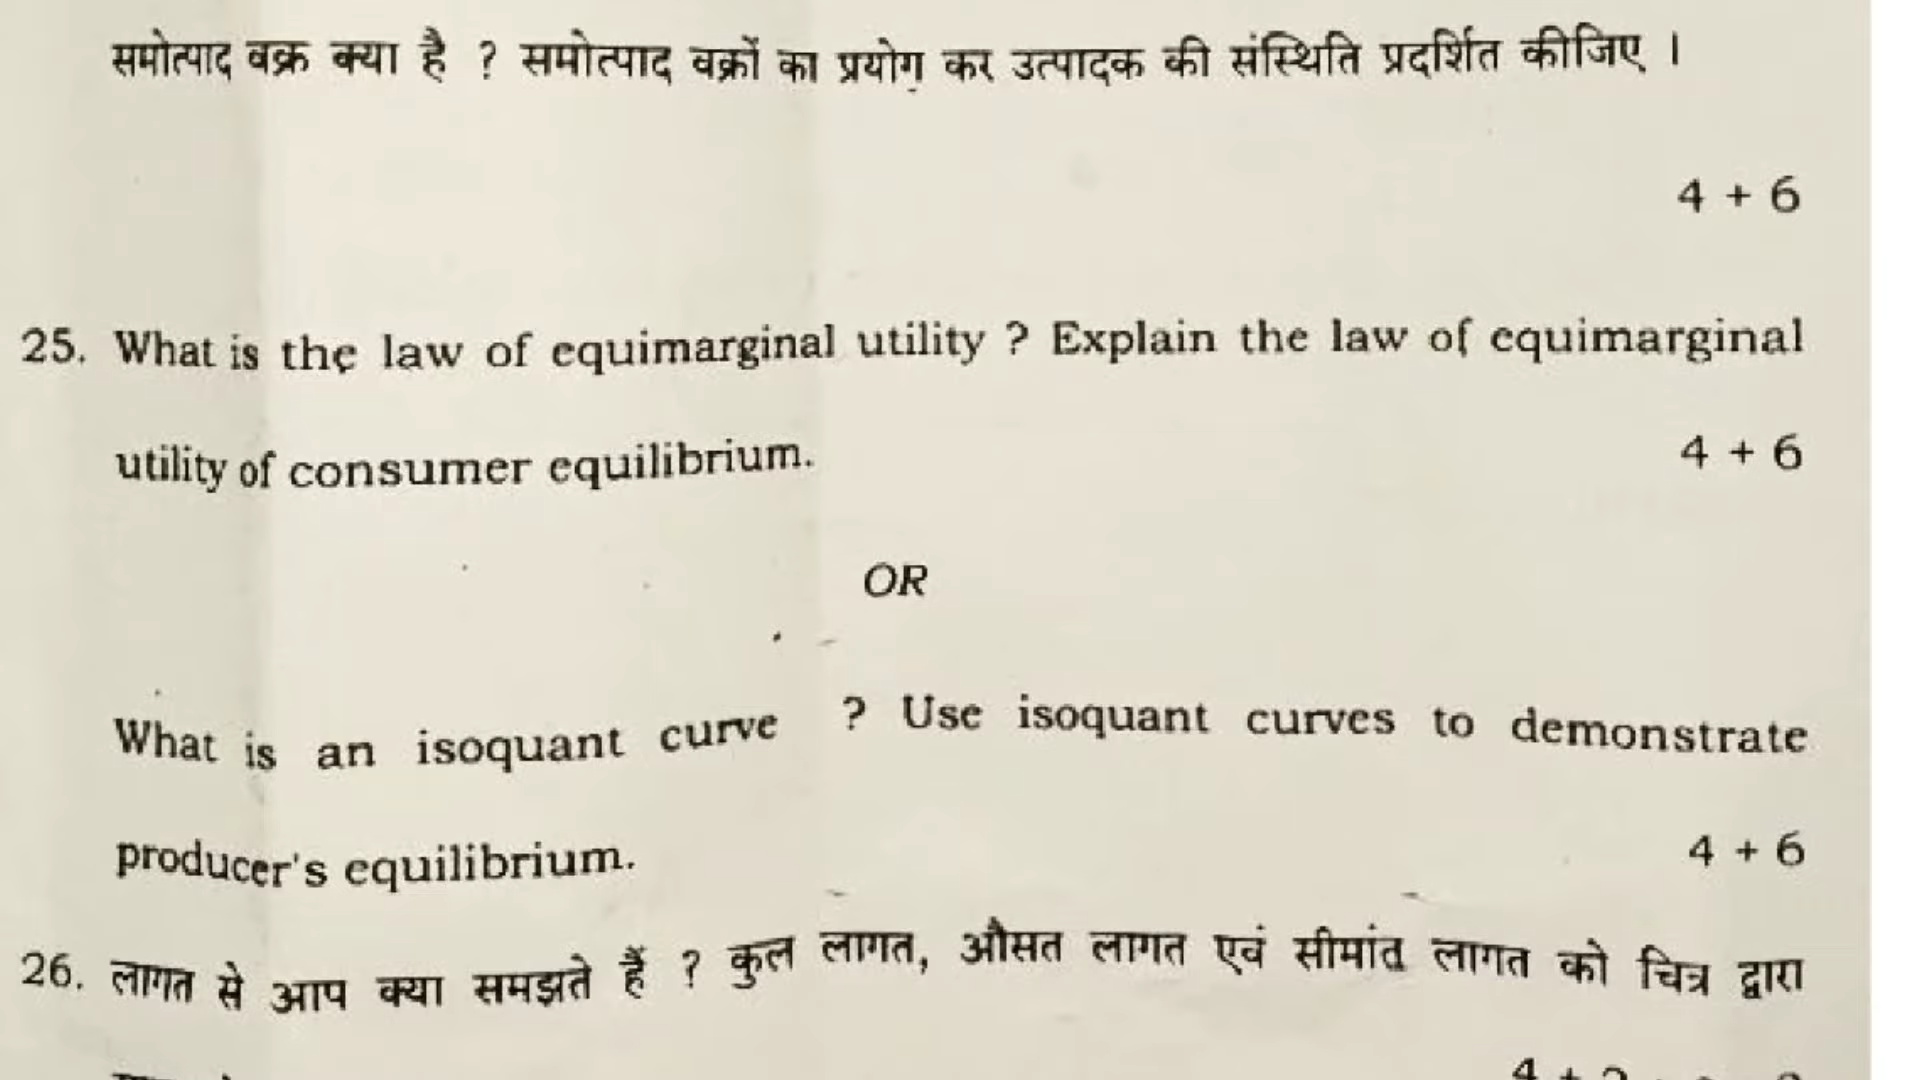 समोत्पाद वक्र क्या है ? समोत्पाद वक्रों का प्रयोग कर उत्पादक की संस्थिति प्रदर्शित कीजिए ।
4 + 6
25. What is the law of equimarginal utility ? Explain the law of equimarginal
utility of consumer equilibrium. 4 + 6
OR
What is an isoquant curve ? Use isoquant curves to demonstrate
producer's equilibrium. 4 + 6
26. लागत से आप क्या समझते हैं ? कुल लागत, औसत लागत एवं सीमांत लागत को चित्र द्वारा